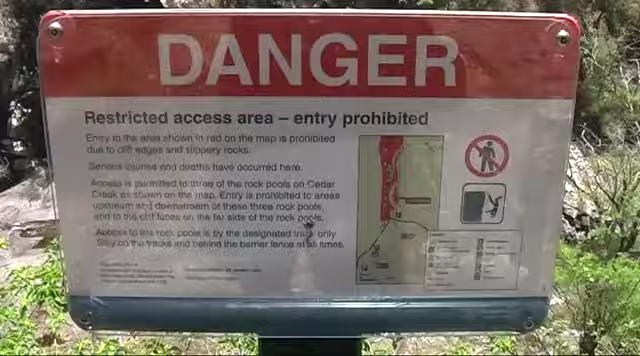 DANGER
Restricted access area – entry prohibited
Entry to the area shown in red on the map is prohibited
due to cliff edges and slippery rocks.
Serious injuries and deaths have occurred here.
Access is permitted to three of the rock pools on Cedar
Creek as shown on the map. Entry is prohibited to areas
upstream and downstream of these three rock pools,
and to the cliff faces on the far side of the rock pools.
Access to the rock pools is by the designated track only
Stay on the tracks and behind the barrier fence at all times.